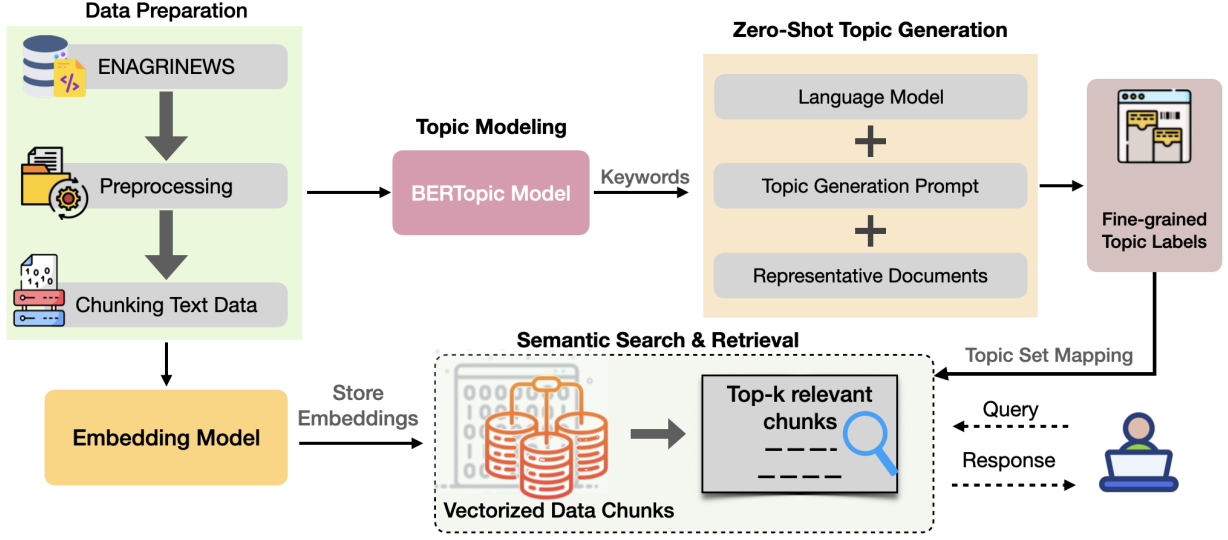 Data Preparation
ENAGRINEWS
Preprocessing
Chunking Text Data
Topic Modeling
BERTopic Model
Keywords
Zero-Shot Topic Generation
Language Model
+
Topic Generation Prompt
+
Representative Documents
Fine-grained
Topic Labels
Topic Set Mapping
Embedding Model
Store
Embeddings
Semantic Search & Retrieval
Vectorized Data Chunks
Top-k relevant
chunks
Query
Response